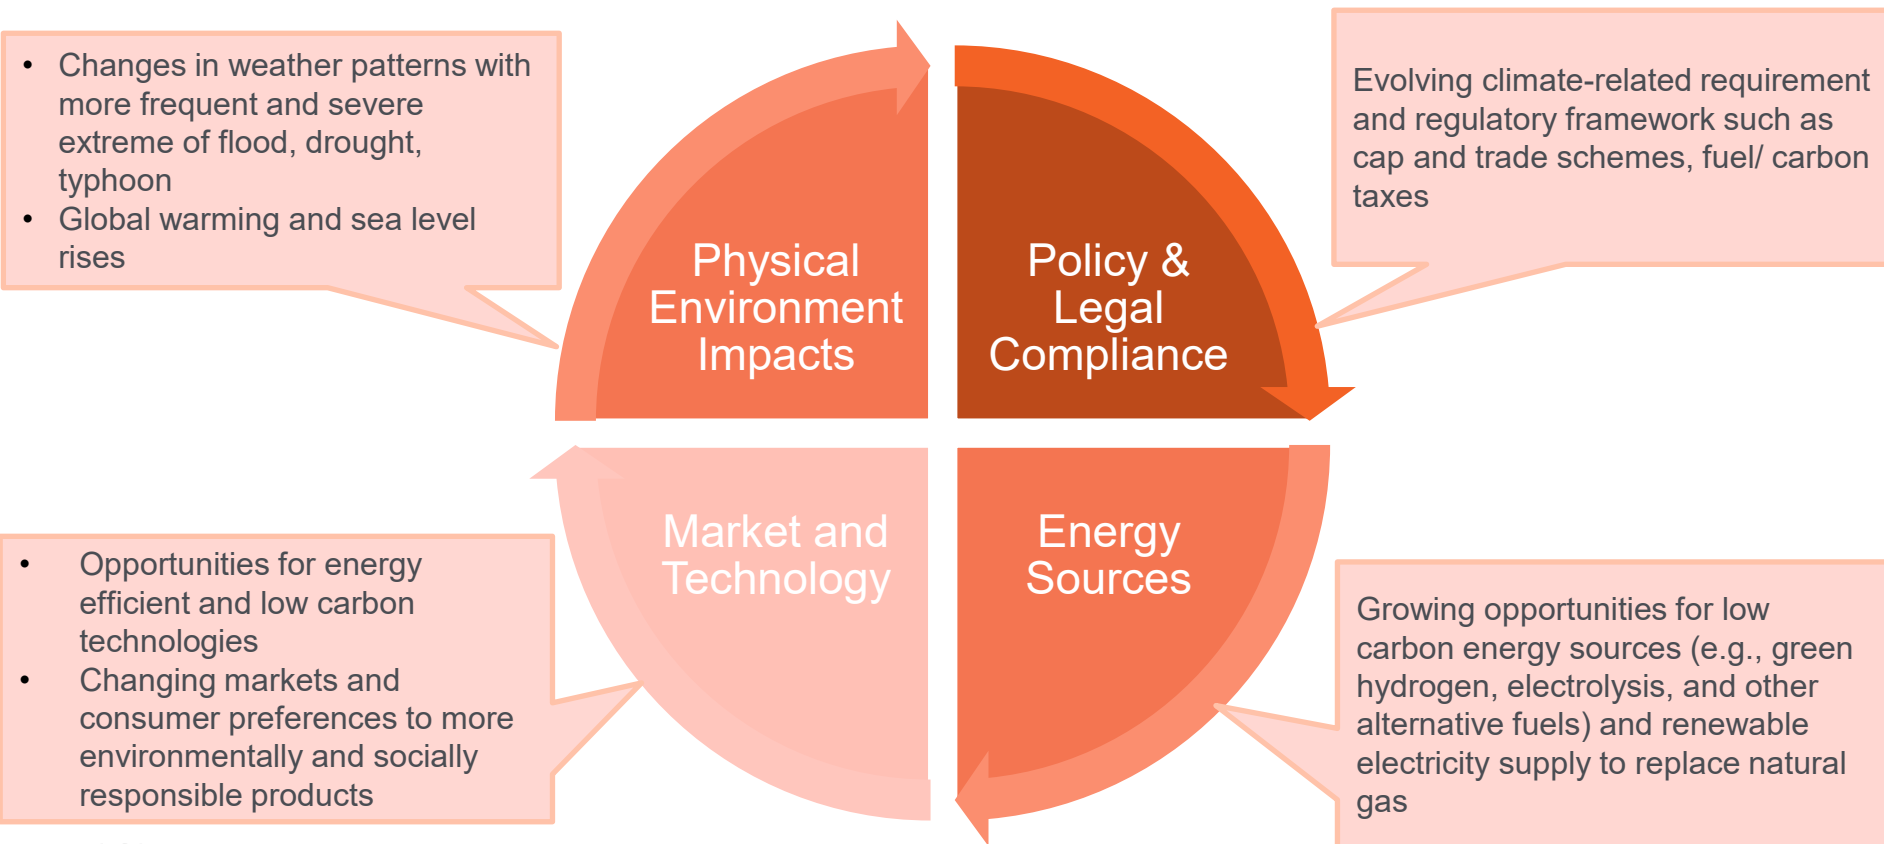 • Changes in weather patterns with
more frequent and severe
extreme of flood, drought,
typhoon
• Global warming and sea level
rises
Evolving climate-related requirement
and regulatory framework such as
cap and trade schemes, fuel/ carbon
taxes
Physical
Environment
Impacts
Policy &
Legal
Compliance
Market and
Technology
Energy
Sources
• Opportunities for energy
efficient and low carbon
technologies
• Changing markets and
consumer preferences to more
environmentally and socially
responsible products
Growing opportunities for low
carbon energy sources (e.g., green
hydrogen, electrolysis, and other
alternative fuels) and renewable
electricity supply to replace natural
gas